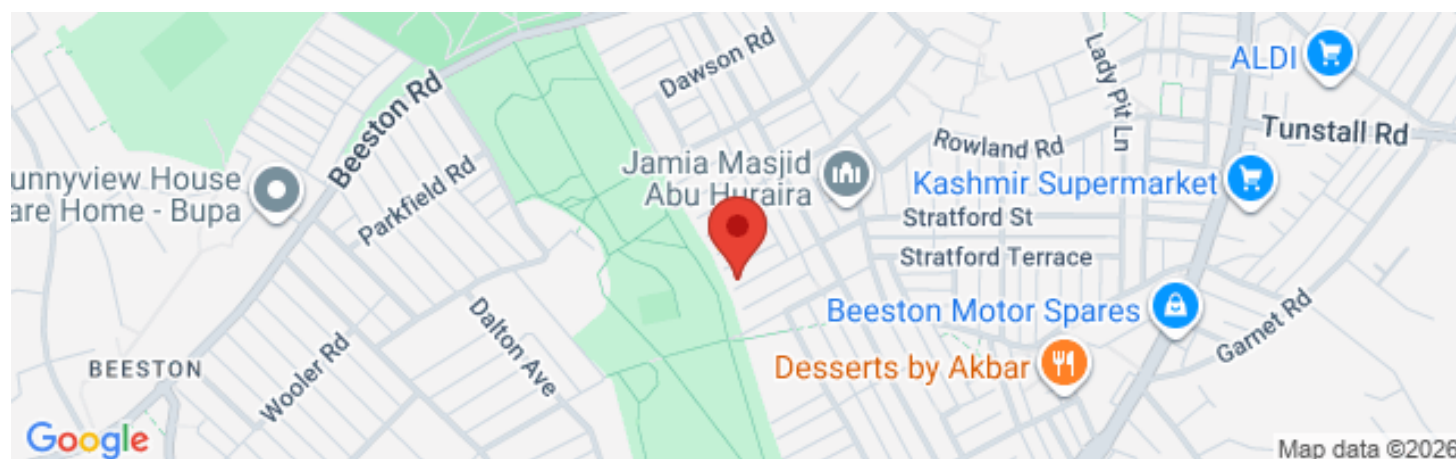 Dawson Rd
Lady Pit Ln
ALDI
Beeston Rd
Tunstall Rd
Rowland Rd
Jamia Masjid
Abu Huraira
unnyview House
are Home - Bupa
Parkfield Rd
Kashmir Supermarket
Stratford St
Stratford Terrace
Beeston Motor Spares
Garnet Rd
Dalton Ave
Desserts by Akbar
BEESTON
Wooler Rd
Google
Map data ©2026